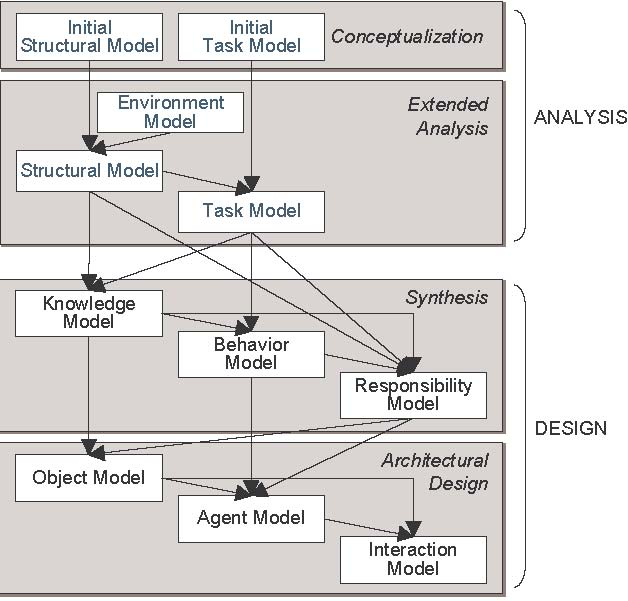 Initial
Structural Model
Initial
Task Model
Conceptualization
Environment
Model
Extended
Analysis
ANALYSIS
Structural Model
Task Model
Knowledge
Model
Synthesis
Behavior
Model
Responsibility
Model
DESIGN
Object Model
Architectural
Design
Agent Model
Interaction
Model